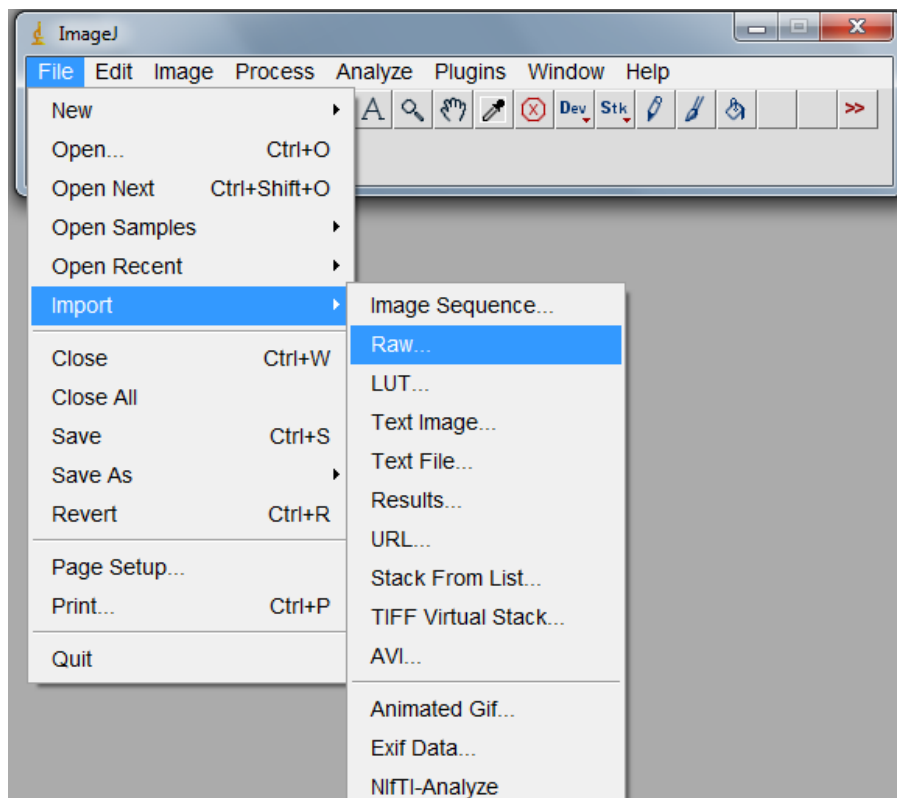 ImageJ
File Edit Image Process Analyze Plugins Window Help
A Dev Stk >>
New
Open... Ctrl+O
Open Next Ctrl+Shift+O
Open Samples
Open Recent
Import
Close Ctrl+W
Close All
Save Ctrl+S
Save As
Revert Ctrl+R
Page Setup...
Print... Ctrl+P
Quit
Image Sequence...
Raw...
LUT...
Text Image...
Text File...
Results...
URL...
Stack From List...
TIFF Virtual Stack...
AVI...
Animated Gif...
Exif Data...
NIfTI-Analyze